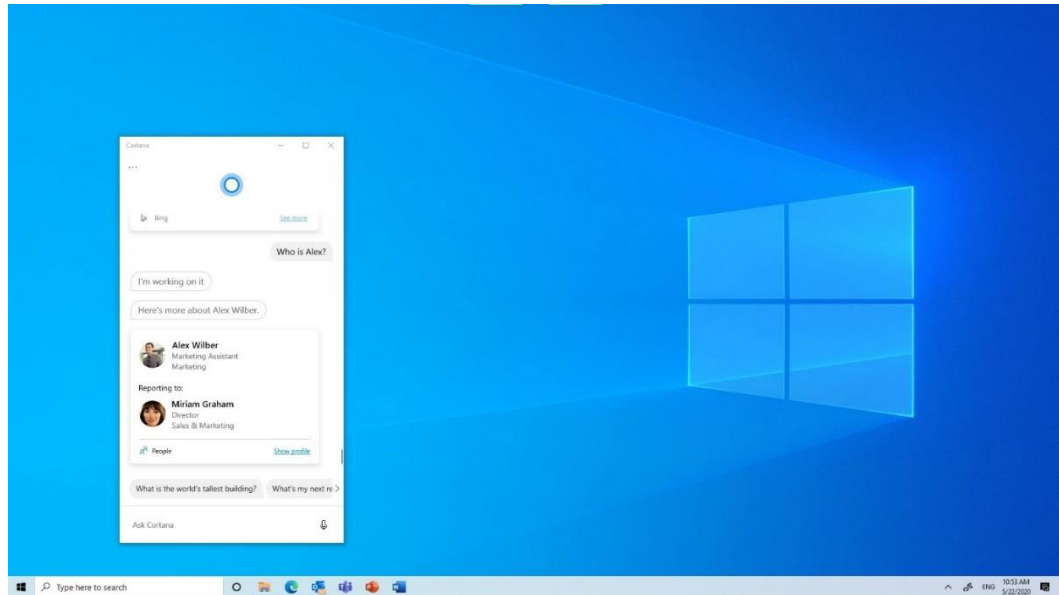 Cortana
...
Bing See more
Who is Alex?
I'm working on it
Here's more about Alex Wilber.
Alex Wilber
Marketing Assistant
Marketing
Reporting to:
Miriam Graham
Director
Sales & Marketing
People Show profile
What is the world's tallest building? What's my next re
Ask Cortana
Type here to search
ENG
10:53 AM
5/22/2020